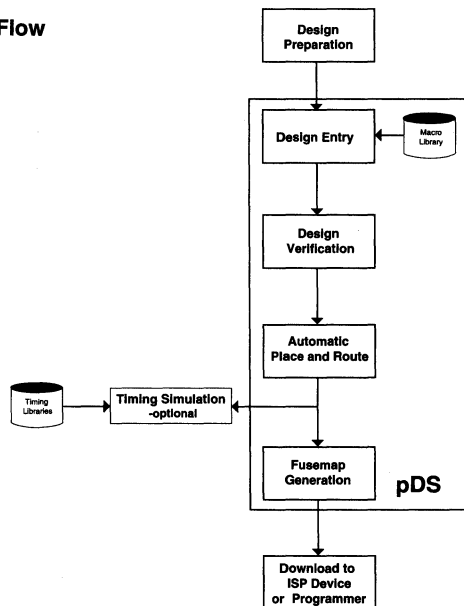 Flow
Design
Preparation
Design Entry
Macro
Library
Design
Verification
Automatic
Place and Route
Timing
Libraries
Timing Simulation
-optional
Fusemap
Generation
pDS
Download to
ISP Device
or Programmer